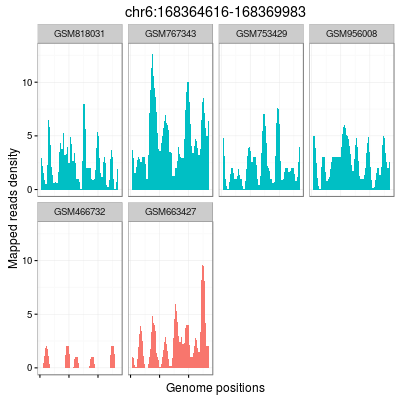 chr6:168364616-168369983
GSM818031 GSM767343 GSM753429 GSM956008
10
5
0
GSM466732 GSM663427
10
5
0
Mapped reads density
Genome positions